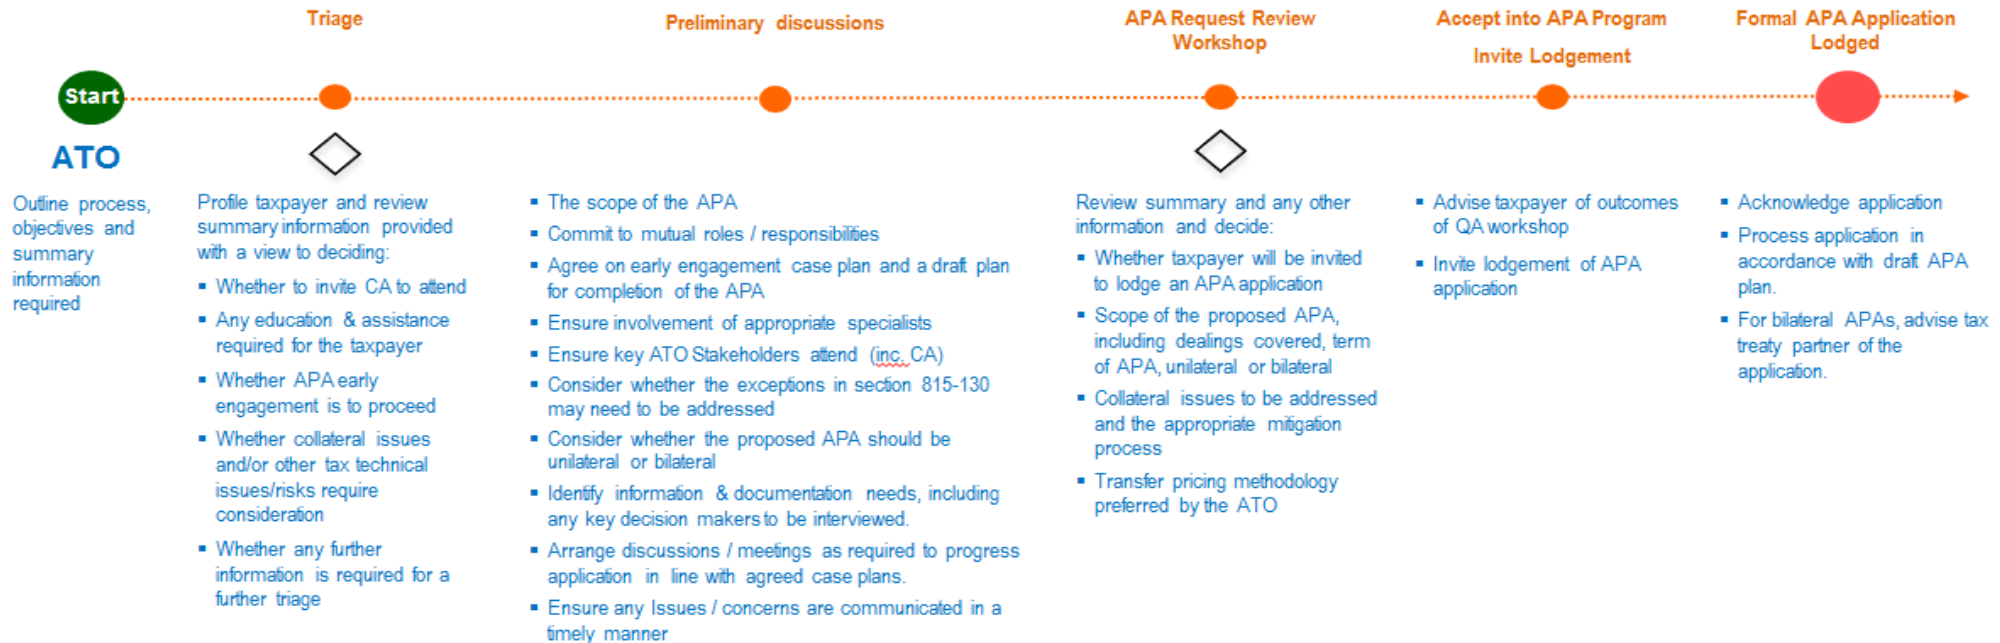 Triage
Preliminary discussions
APA Request Review
Workshop
Accept into APA Program
Invite Lodgement
Formal APA Application
Lodged
Start
ATO
Outline process,
objectives and
summary
information
required
Profile taxpayer and review
summary information provided
with a view to deciding:
▪ Whether to invite CA to attend
▪ Any education & assistance
required for the taxpayer
▪ Whether APA early
engagement is to proceed
▪ Whether collateral issues
and/or other tax technical
issues/risks require
consideration
▪ Whether any further
information is required for a
further triage
▪ The scope of the APA
▪ Commit to mutual roles / responsibilities
▪ Agree on early engagement case plan and a draft plan
for completion of the APA
▪ Ensure involvement of appropriate specialists
▪ Ensure key ATO Stakeholders attend (inc. CA)
▪ Consider whether the exceptions in section 815-130
may need to be addressed
▪ Consider whether the proposed APA should be
unilateral or bilateral
▪ Identify information & documentation needs, including
any key decision makers to be interviewed.
▪ Arrange discussions / meetings as required to progress
application in line with agreed case plans.
▪ Ensure any Issues / concerns are communicated in a
timely manner
Review summary and any other
information and decide:
▪ Whether taxpayer will be invited
to lodge an APA application
▪ Scope of the proposed APA,
including dealings covered, term
of APA, unilateral or bilateral
▪ Collateral issues to be addressed
and the appropriate mitigation
process
▪ Transfer pricing methodology
preferred by the ATO
▪ Advise taxpayer of outcomes
of QA workshop
▪ Invite lodgement of APA
application
▪ Acknowledge application
▪ Process application in
accordance with draft APA
plan.
▪ For bilateral APAs, advise tax
treaty partner of the
application.